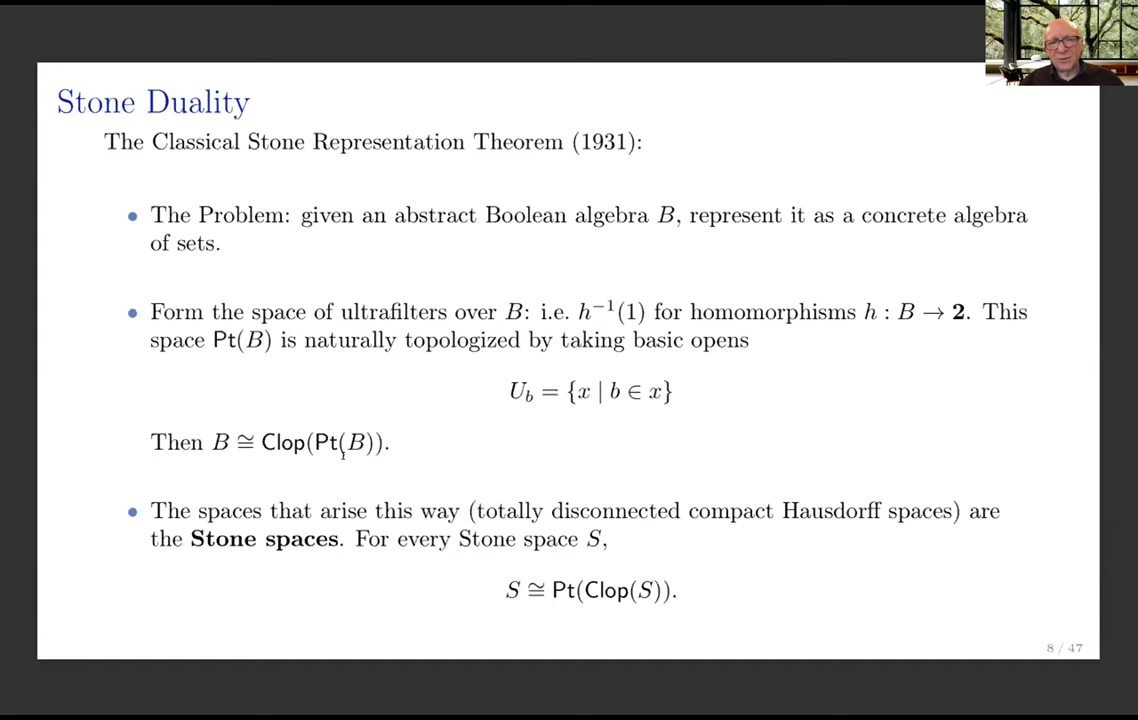 Stone Duality
The Classical Stone Representation Theorem (1931):
• The Problem: given an abstract Boolean algebra B, represent it as a concrete algebra
of sets.
• Form the space of ultrafilters over B: i.e. h⁻¹(1) for homomorphisms h : B → 2. This
space Pt(B) is naturally topologized by taking basic opens
U_b = {x | b ∈ x}
Then B ≅ Clop(Pt(B)).
• The spaces that arise this way (totally disconnected compact Hausdorff spaces) are
the Stone spaces. For every Stone space S,
S ≅ Pt(Clop(S)).
8 / 47